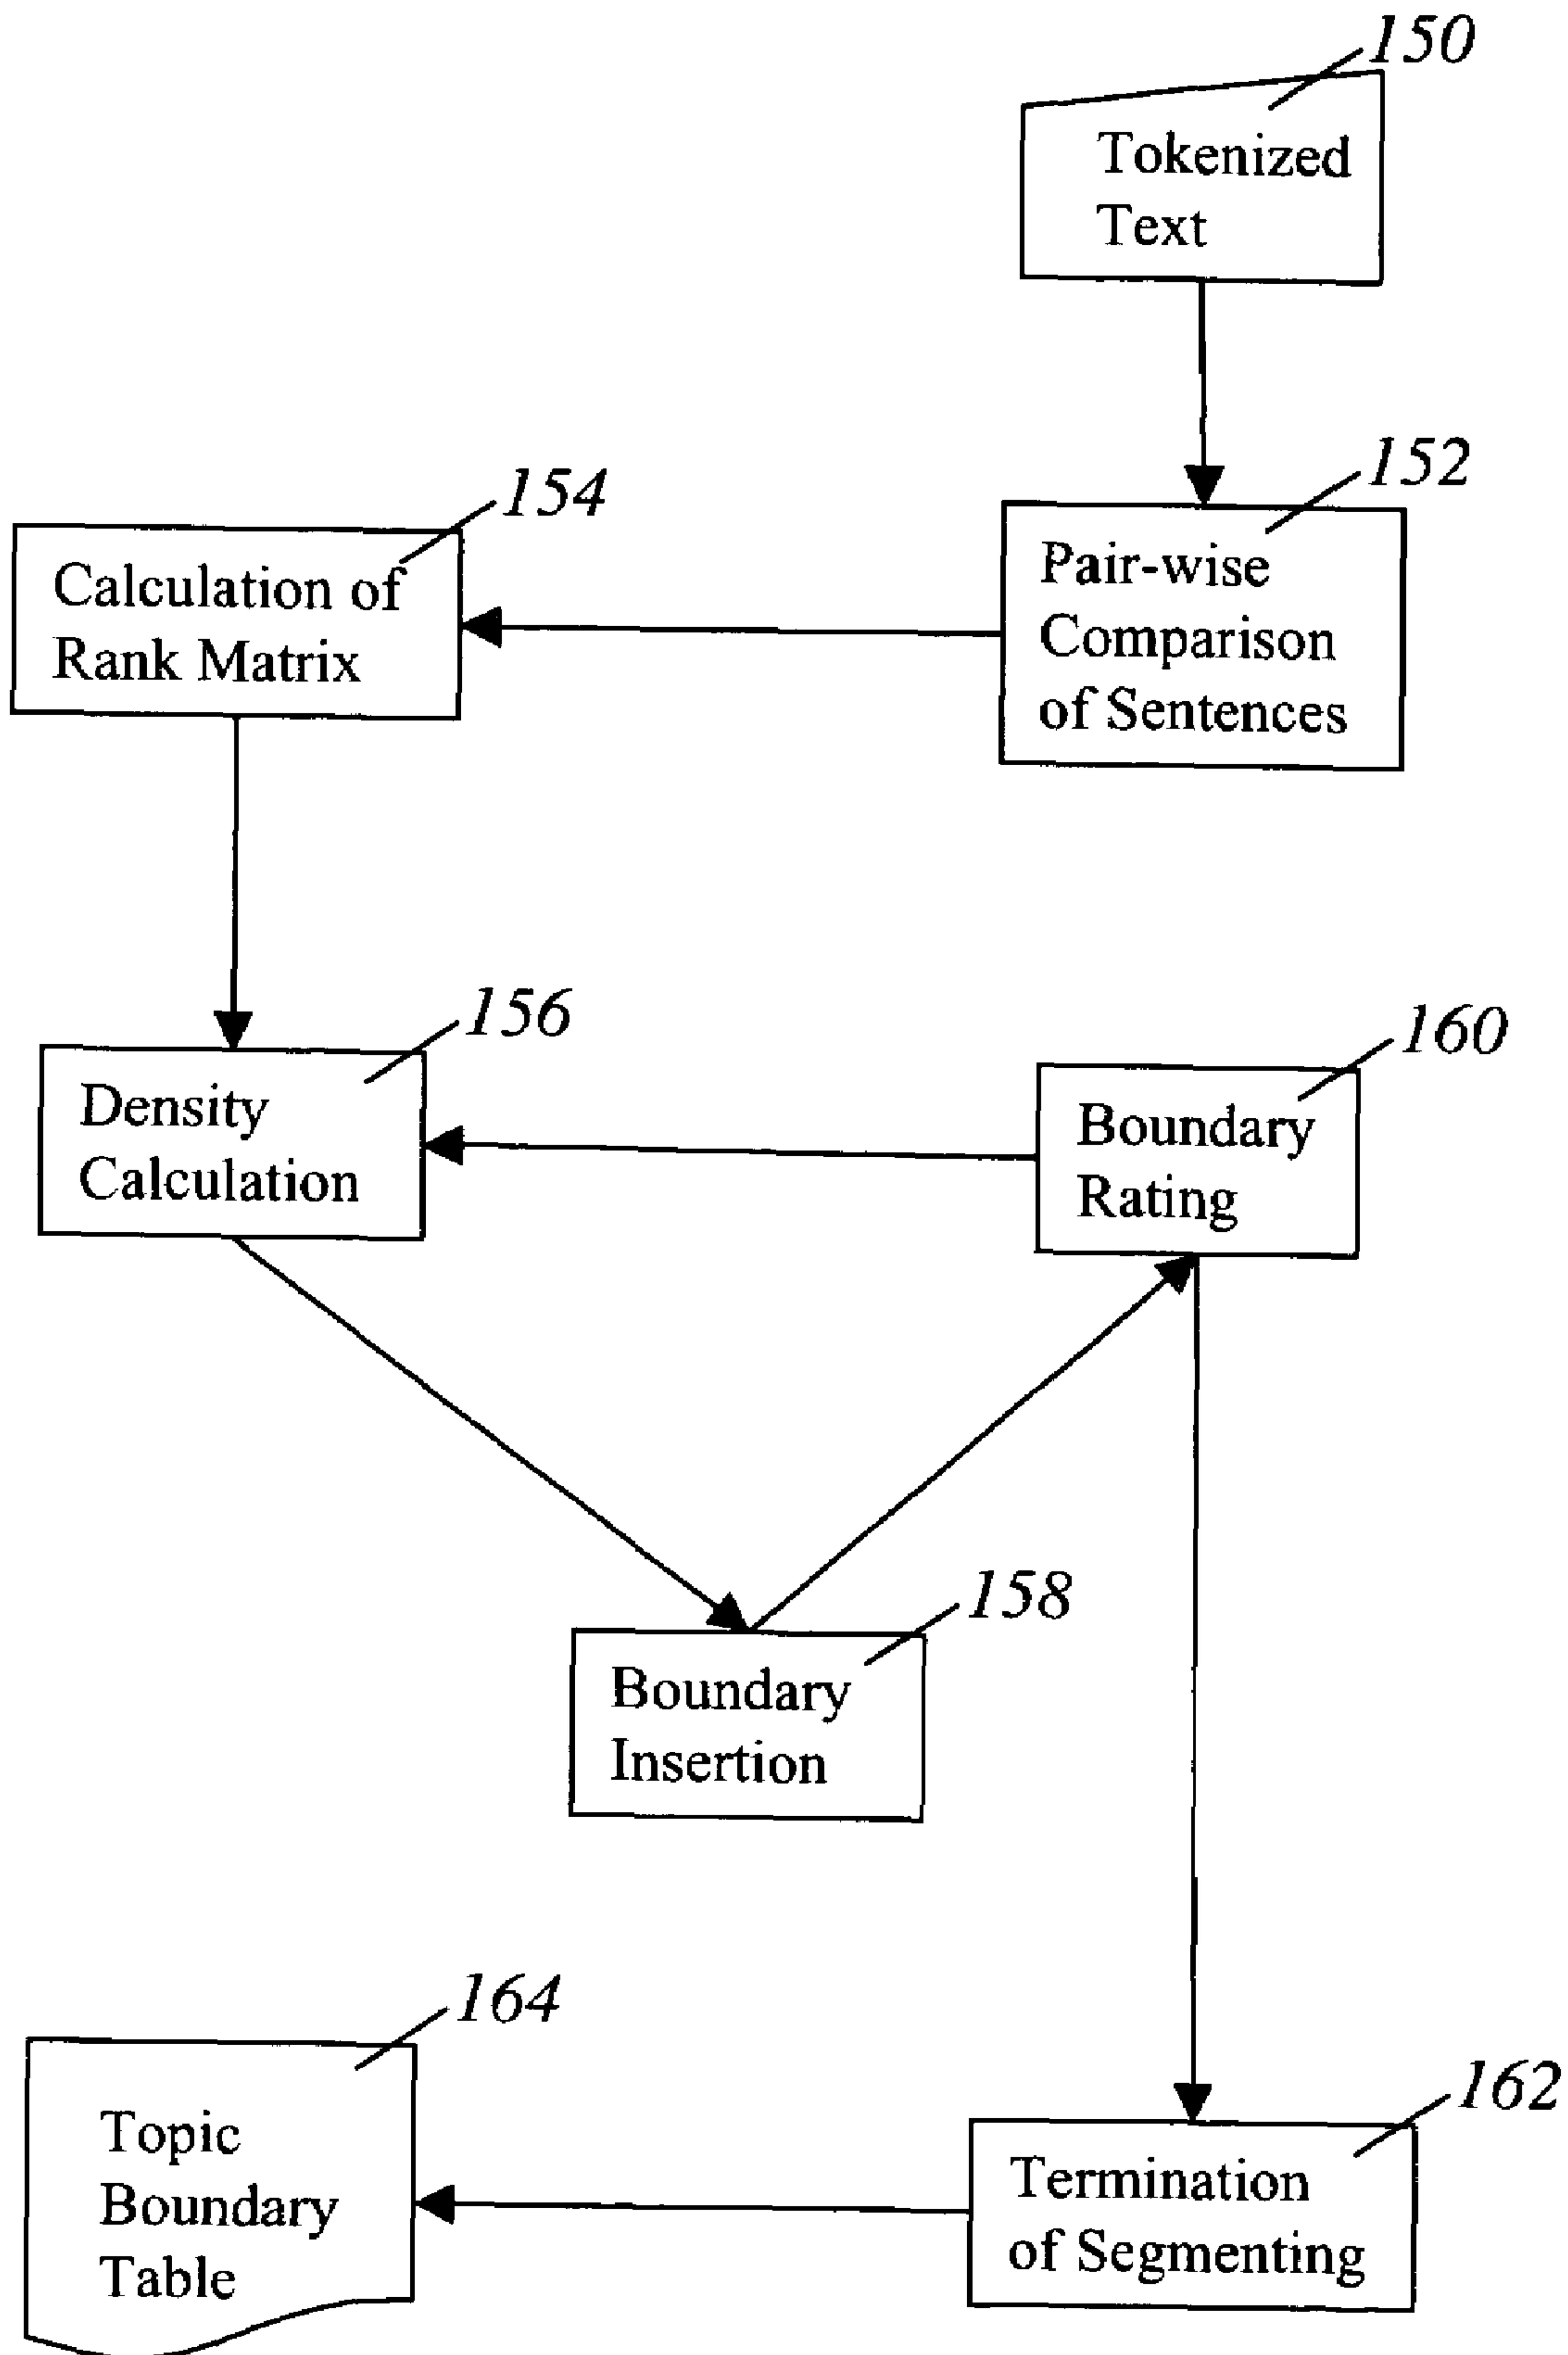 150
Tokenized
Text
152
Pair-wise
Comparison
of Sentences
154
Calculation of
Rank Matrix
156
Density
Calculation
160
Boundary
Rating
158
Boundary
Insertion
164
Topic
Boundary
Table
162
Termination
of Segmenting